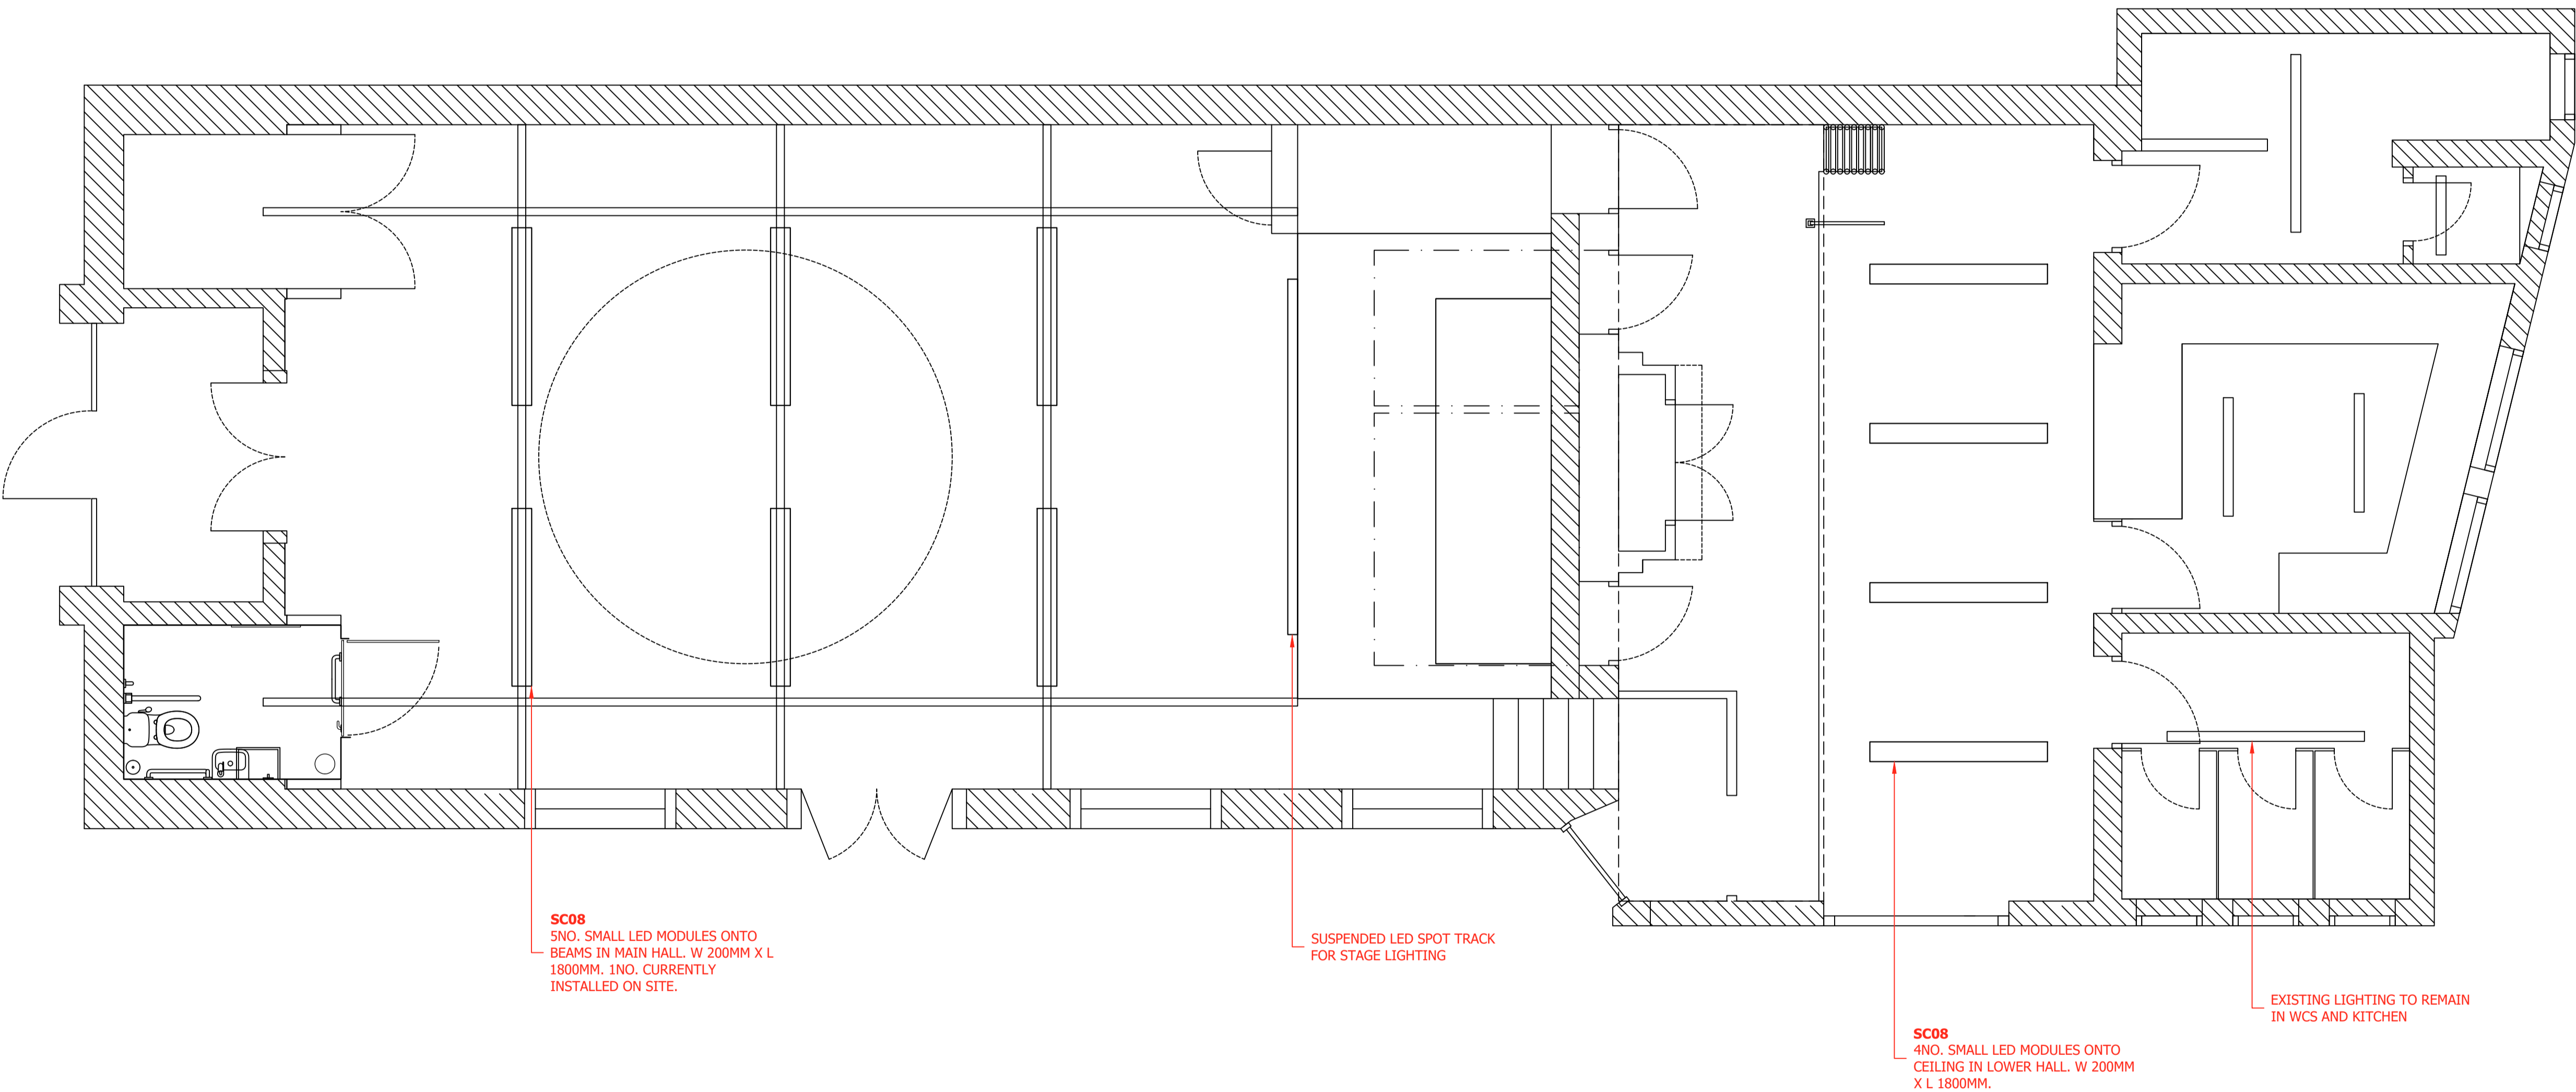 SC08
5NO. SMALL LED MODULES ONTO
BEAMS IN MAIN HALL. W 200MM X L
1800MM. 1NO. CURRENTLY
INSTALLED ON SITE.
SUSPENDED LED SPOT TRACK
FOR STAGE LIGHTING
SC08
4NO. SMALL LED MODULES ONTO
CEILING IN LOWER HALL. W 200MM
X L 1800MM.
EXISTING LIGHTING TO REMAIN
IN WCS AND KITCHEN